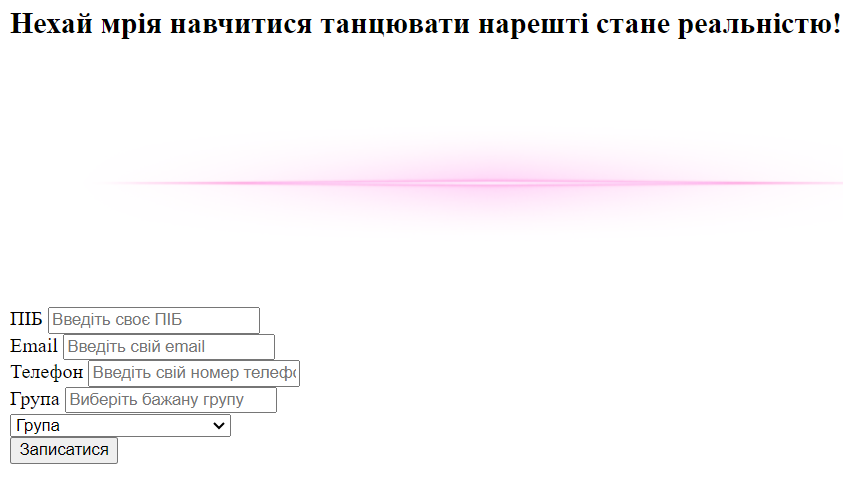 Нехай мрія навчитися танцювати нарешті стане реальністю!
ПІБ Введіть своє ПІБ
Email Введіть свій email
Телефон Введіть свій номер телефо
Група Виберіть бажану групу
Група
Записатися